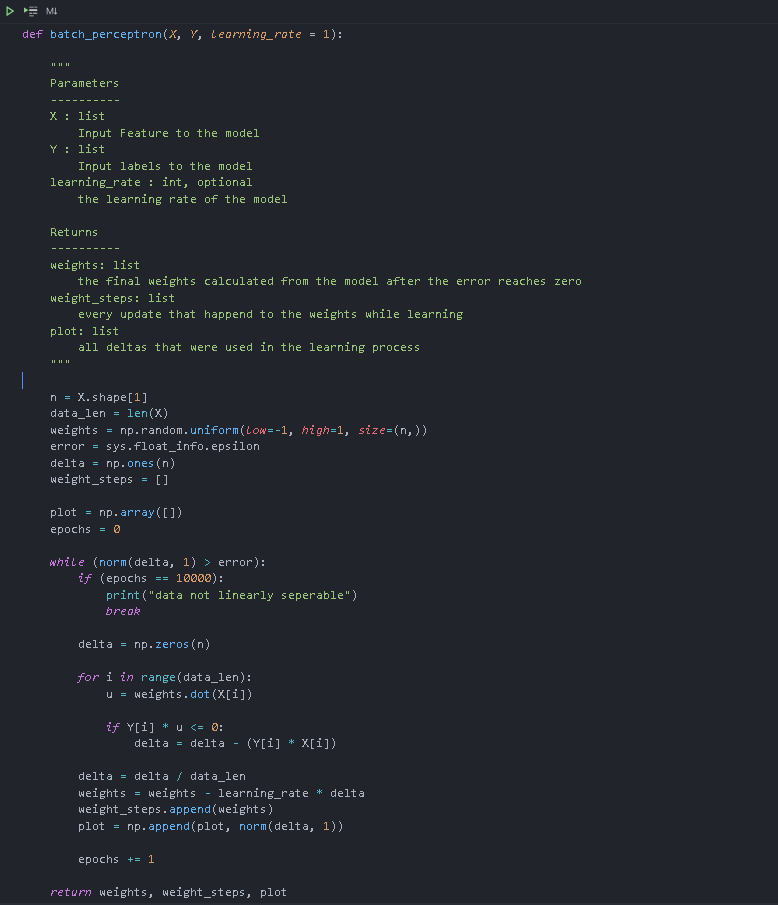 M↓
def batch_perceptron(X, Y, learning_rate = 1):
"""
Parameters
----------
X : list
Input Feature to the model
Y : list
Input labels to the model
learning_rate : int, optional
the learning rate of the model
Returns
----------
weights: list
the final weights calculated from the model after the error reaches zero
weight_steps: list
every update that happend to the weights while learning
plot: list
all deltas that were used in the learning process
"""
n = X.shape[1]
data_len = len(X)
weights = np.random.uniform(low=-1, high=1, size=(n,))
error = sys.float_info.epsilon
delta = np.ones(n)
weight_steps = []
plot = np.array([])
epochs = 0
while (norm(delta, 1) > error):
if (epochs == 10000):
print("data not linearly seperable")
break
delta = np.zeros(n)
for i in range(data_len):
u = weights.dot(X[i])
if Y[i] * u <= 0:
delta = delta - (Y[i] * X[i])
delta = delta / data_len
weights = weights - learning_rate * delta
weight_steps.append(weights)
plot = np.append(plot, norm(delta, 1))
epochs += 1
return weights, weight_steps, plot